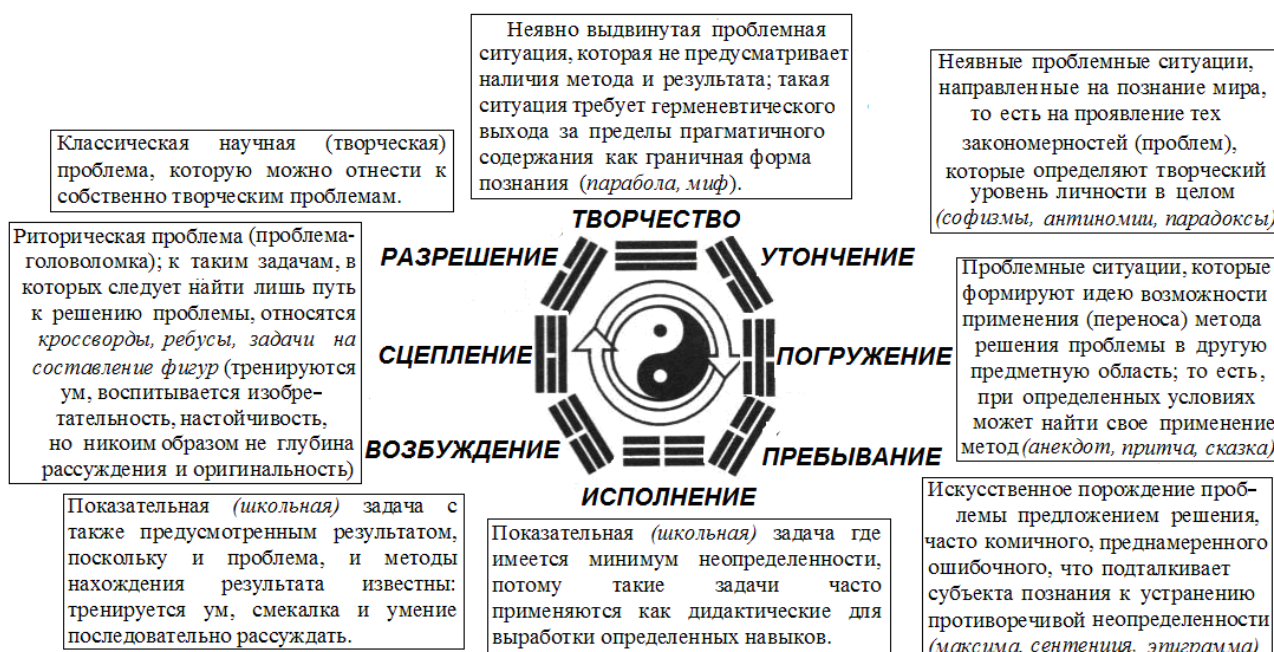 Неявно выдвинутая проблемная
ситуация, которая не предусматривает
наличия метода и результата; такая
ситуация требует герменевтического
выхода за пределы прагматичного
содержания как граничная форма
познания (парабола, миф).
Неявные проблемные ситуации,
направленные на познание мира,
то есть на проявление тех
закономерностей (проблем),
которые определяют творческий
уровень личности в целом
(софизмы, антиномии, парадоксы)
Классическая научная (творческая)
проблема, которую можно отнести к
собственно творческим проблемам.
ТВОРЧЕСТВО
РАЗРЕШЕНИЕ
УТОНЧЕНИЕ
Риторическая проблема (проблема-
головоломка); к таким задачам, в
которых следует найти лишь путь
к решению проблемы, относятся
кроссворды, ребусы, задачи на
составление фигур (тренируются
ум, воспитывается изобре-
тательность, настойчивость,
но никоим образом не глубина
рассуждения и оригинальность)
СЦЕПЛЕНИЕ
ПОГРУЖЕНИЕ
Проблемные ситуации, которые
формируют идею возможности
применения (переноса) метода
решения проблемы в другую
предметную область; то есть,
при определенных условиях
может найти свое применение
метод (анекдот, притча, сказка)
ВОЗБУЖДЕНИЕ
ПРЕБЫВАНИЕ
ИСПОЛНЕНИЕ
Показательная (школьная) задача с
также предусмотренным результатом,
поскольку и проблема, и методы
нахождения результата известны:
тренируется ум, смекалка и умение
последовательно рассуждать.
Показательная (школьная) задача где
имеется минимум неопределенности,
потому такие задачи часто
применяются как дидактические для
выработки определенных навыков.
Искусственное порождение проб-
лемы предложением решения,
часто комичного, преднамеренного
ошибочного, что подталкивает
субъекта познания к устранению
противоречивой неопределенности
(максима, сентенция, эпиграмма)